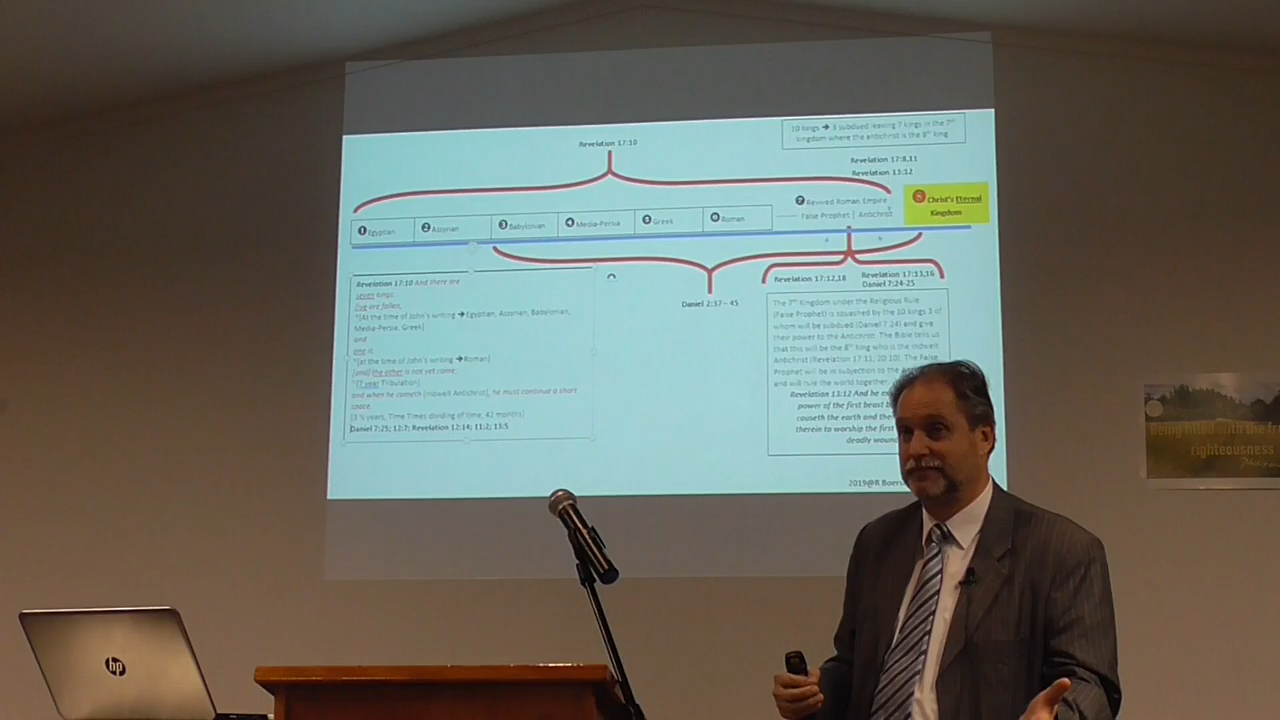 10 kings → 3 subdued leaving 7 kings in the 7th
kingdom where the antichrist is the 8th king
Revelation 17:10
Revelation 17:8,11
Revelation 13:12
1 Egyptian
2 Assyrian
3 Babylonian
4 Media-Persia
5 Greek
6 Roman
7 Revived Roman Empire
False Prophet | Antichrist
8 Christ's Eternal
Kingdom
Daniel 2:37 – 45
Revelation 17:12,18
Revelation 17:13,16
Daniel 7:24-25
Revelation 17:10 And there are
seven kings:
five are fallen,
*[At the time of John's writing → Egyptian, Assyrian, Babylonian,
Media-Persia, Greek]
and
one is,
*[at the time of John's writing → Roman]
[and] the other is not yet come;
*[7 year Tribulation]
and when he cometh [indwelt Antichrist], he must continue a short
space.
[3 ½ years, Time Times dividing of time, 42 months]
Daniel 7:25; 12:7; Revelation 12:14; 11:2; 13:5
The 7th Kingdom under the Religious Rule
(False Prophet) is squashed by the 10 kings 3 of
whom will be subdued (Daniel 7:24) and give
their power to the Antichrist. The Bible tells us
that this will be the 8th king who is the indwelt
Antichrist (Revelation 17:11, 20:10). The False
Prophet will be in subjection to the
and will rule the world together
Revelation 13:12 And he
power of the first beast
causeth the earth and
therein to worship the first
deadly
2019@R
hp
being filled with the
righteousness